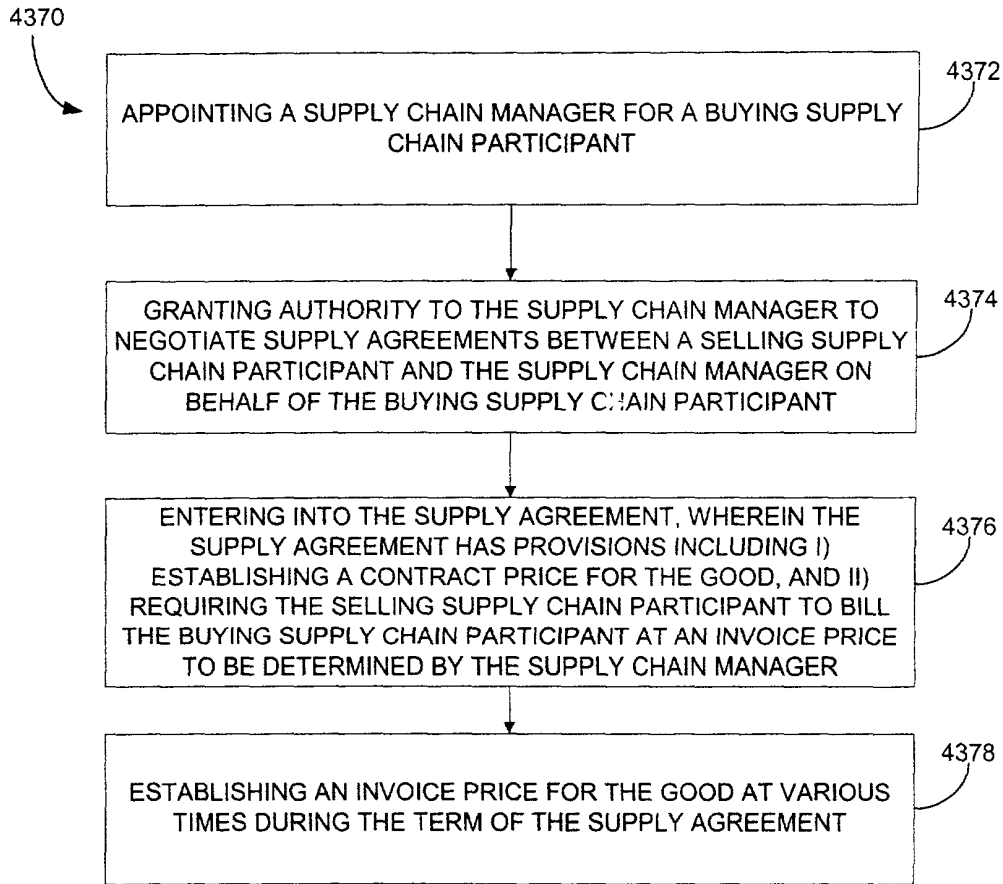 4370
4372
APPOINTING A SUPPLY CHAIN MANAGER FOR A BUYING SUPPLY
CHAIN PARTICIPANT
4374
GRANTING AUTHORITY TO THE SUPPLY CHAIN MANAGER TO
NEGOTIATE SUPPLY AGREEMENTS BETWEEN A SELLING SUPPLY
CHAIN PARTICIPANT AND THE SUPPLY CHAIN MANAGER ON
BEHALF OF THE BUYING SUPPLY CHAIN PARTICIPANT
4376
ENTERING INTO THE SUPPLY AGREEMENT, WHEREIN THE
SUPPLY AGREEMENT HAS PROVISIONS INCLUDING I)
ESTABLISHING A CONTRACT PRICE FOR THE GOOD, AND II)
REQUIRING THE SELLING SUPPLY CHAIN PARTICIPANT TO BILL
THE BUYING SUPPLY CHAIN PARTICIPANT AT AN INVOICE PRICE
TO BE DETERMINED BY THE SUPPLY CHAIN MANAGER
4378
ESTABLISHING AN INVOICE PRICE FOR THE GOOD AT VARIOUS
TIMES DURING THE TERM OF THE SUPPLY AGREEMENT